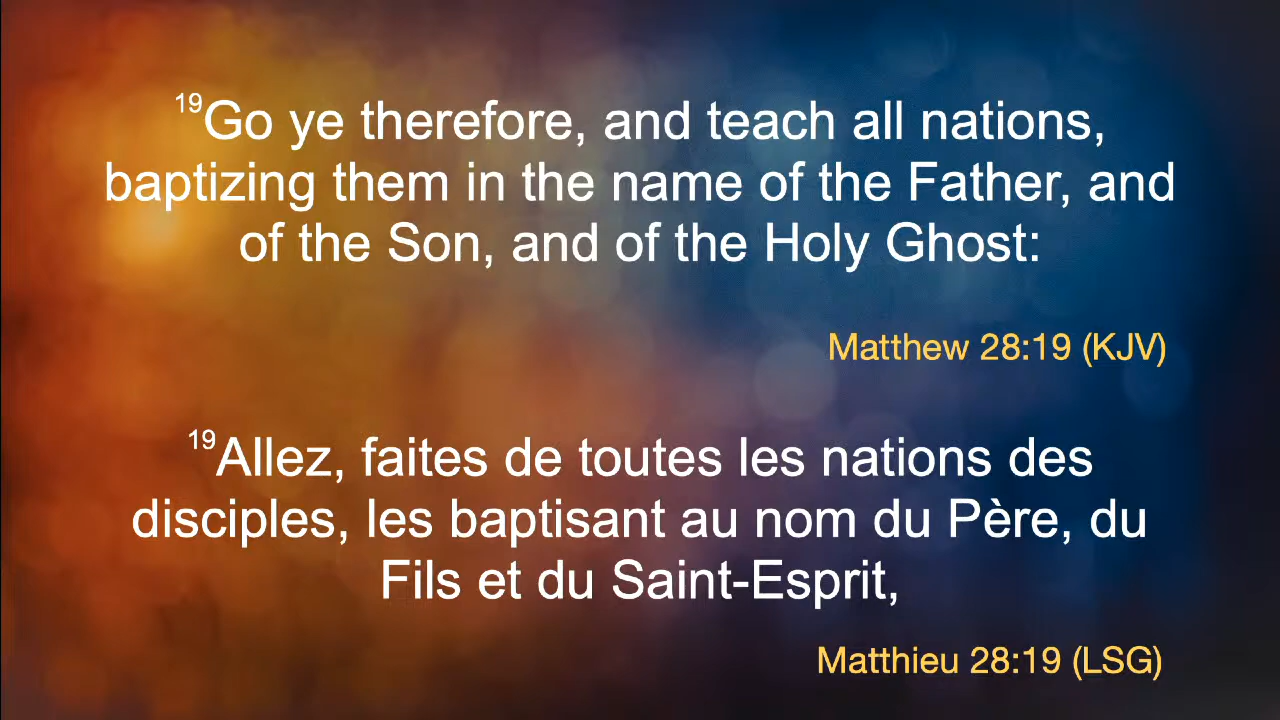 19Go ye therefore, and teach all nations,
baptizing them in the name of the Father, and
of the Son, and of the Holy Ghost:
Matthew 28:19 (KJV)
19Allez, faites de toutes les nations des
disciples, les baptisant au nom du Père, du
Fils et du Saint-Esprit,
Matthieu 28:19 (LSG)